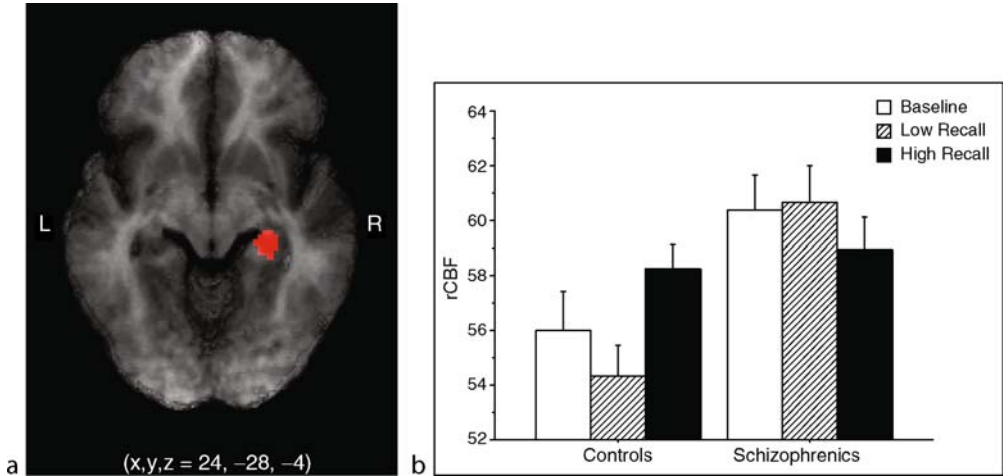 L
R
(x,y,z = 24, −28, −4)
a
64
62
60
58
56
54
52
rCBF
Baseline
Low Recall
High Recall
Controls
Schizophrenics
b